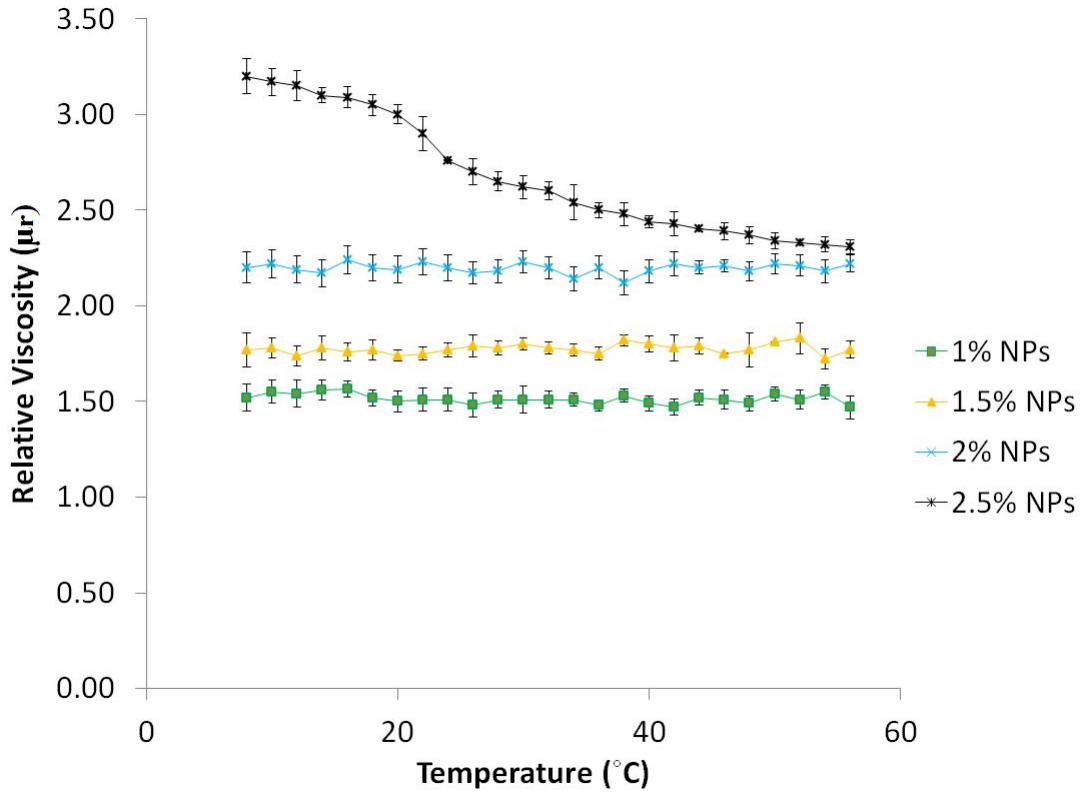 3.50
3.00
2.50
2.00
1.50
1.00
0.50
0.00
Relative Viscosity (μr)
0 20 40 60
Temperature (°C)
1% NPs
1.5% NPs
2% NPs
2.5% NPs